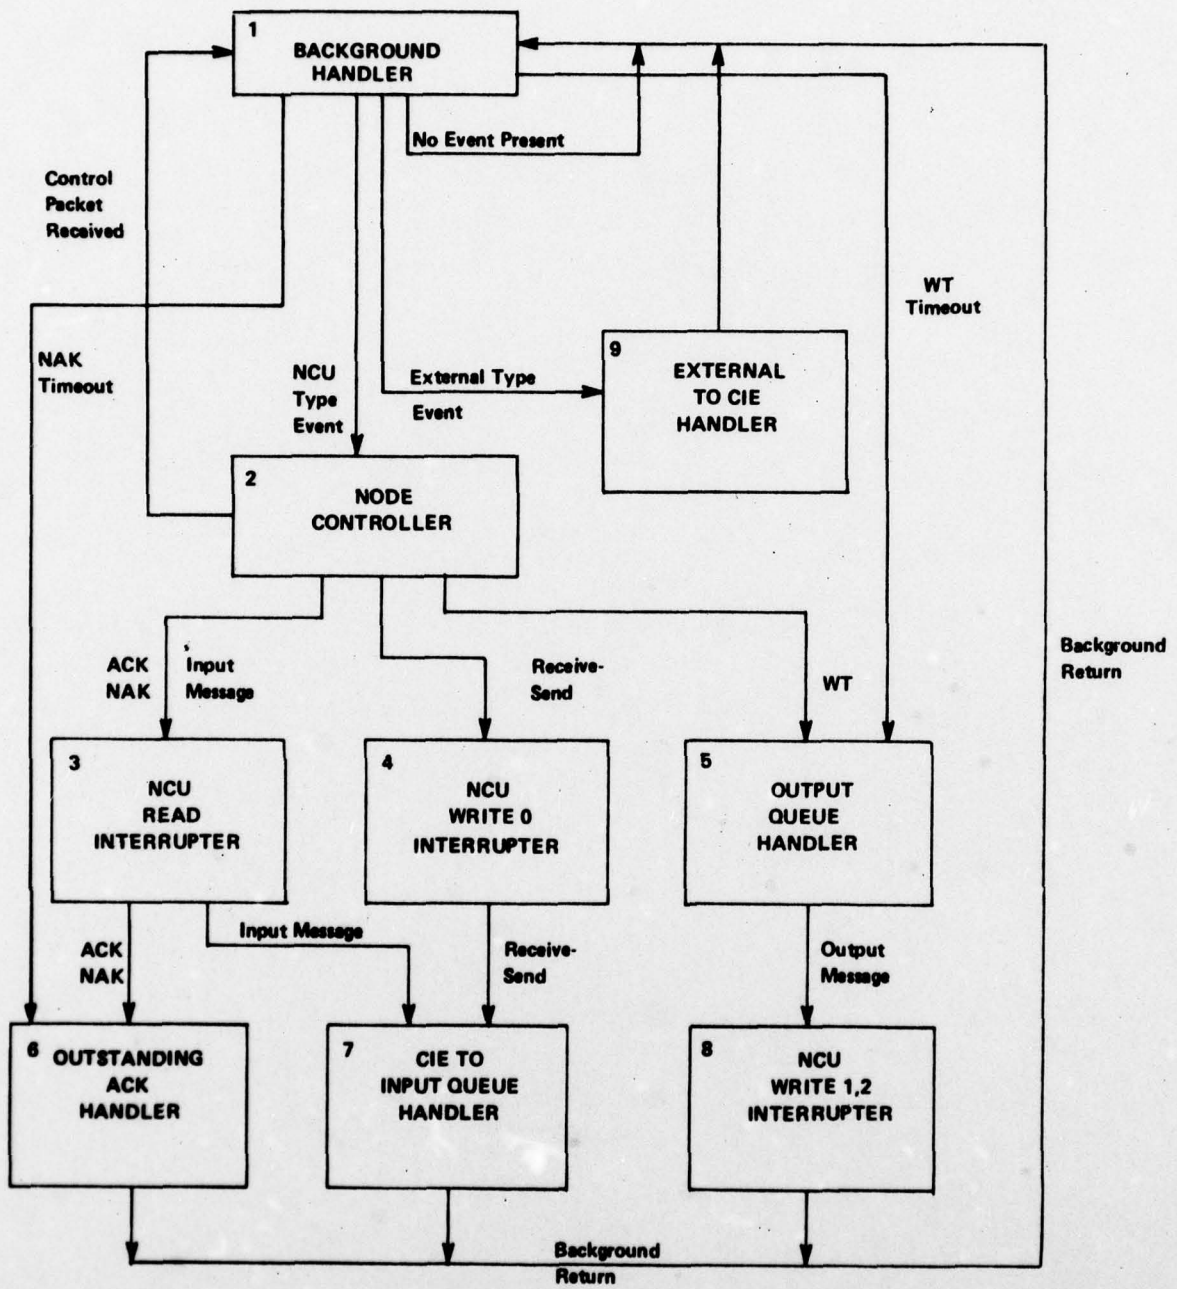 1
BACKGROUND
HANDLER
No Event Present
Control
Packet
Received
WT
Timeout
NAK
Timeout
NCU
Type
Event
External Type
Event
9
EXTERNAL
TO CIE
HANDLER
2
NODE
CONTROLLER
ACK
NAK
Input
Message
Receive-
Send
WT
Background
Return
3
NCU
READ
INTERRUPTER
4
NCU
WRITE 0
INTERRUPTER
5
OUTPUT
QUEUE
HANDLER
ACK
NAK
Input Message
Receive-
Send
Output
Message
6
OUTSTANDING
ACK
HANDLER
7
CIE TO
INPUT QUEUE
HANDLER
8
NCU
WRITE 1,2
INTERRUPTER
Background
Return